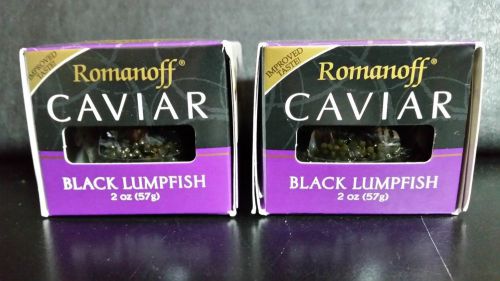 IMPROVED
TASTE!
Romanoff®
CAVIAR
BLACK LUMPFISH
2 oz (57g)
IMPROVED
TASTE!
Romanoff®
CAVIAR
BLACK LUMPFISH
2 oz (57g)